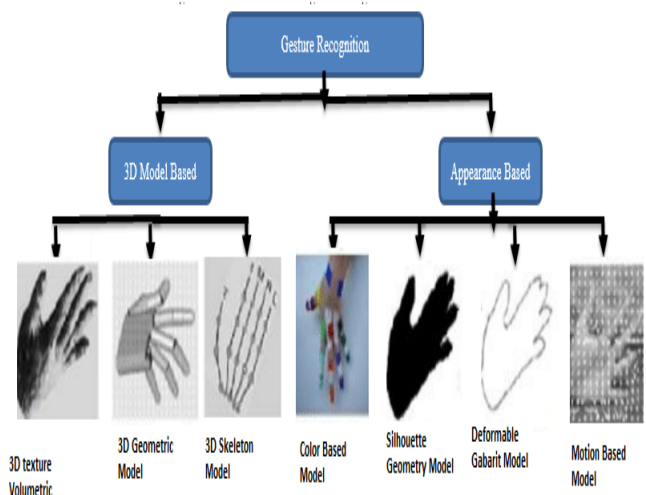 Gesture Recognition
3D Model Based
Appearance Based
3D texture
Volumetric
3D Geometric
Model
3D Skeleton
Model
Color Based
Model
Silhouette
Geometry Model
Deformable
Gabarit Model
Motion Based
Model